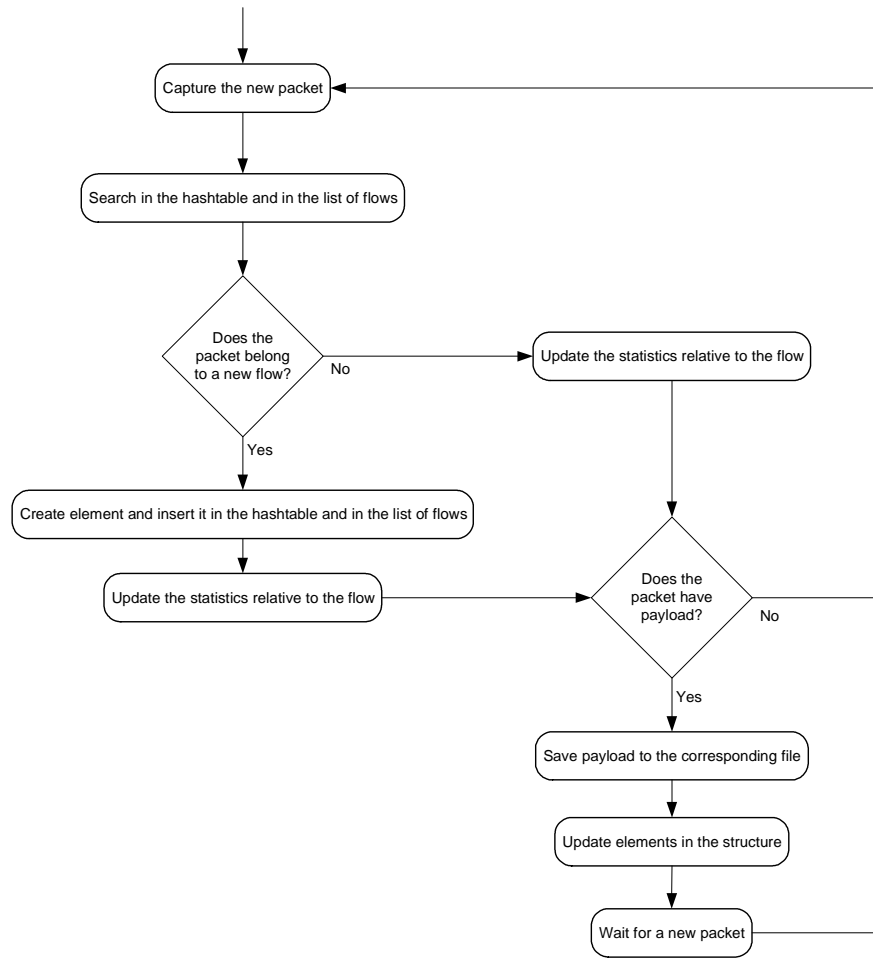 Capture the new packet
Search in the hashtable and in the list of flows
Does the
packet belong
to a new flow?
No
Update the statistics relative to the flow
Yes
Create element and insert it in the hashtable and in the list of flows
Update the statistics relative to the flow
Does the
packet have
payload?
No
Yes
Save payload to the corresponding file
Update elements in the structure
Wait for a new packet